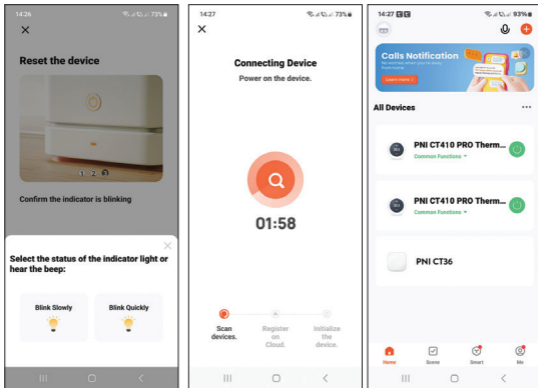 14:26
73%
Reset the device
1 2 3
Confirm the indicator is blinking
Select the status of the indicator light or
hear the beep:
Blink Slowly
Blink Quickly
14:27
73%
Connecting Device
Power on the device.
01:58
Scan
devices.
Register
on
Cloud.
Initialize
the
device.
14:27
93%
Calls Notification
Learn more >
All Devices
PNI CT410 PRO Therm...
Common Functions
PNI CT410 PRO Therm...
Common Functions
PNI CT36
Home
Scene
Smart
Me